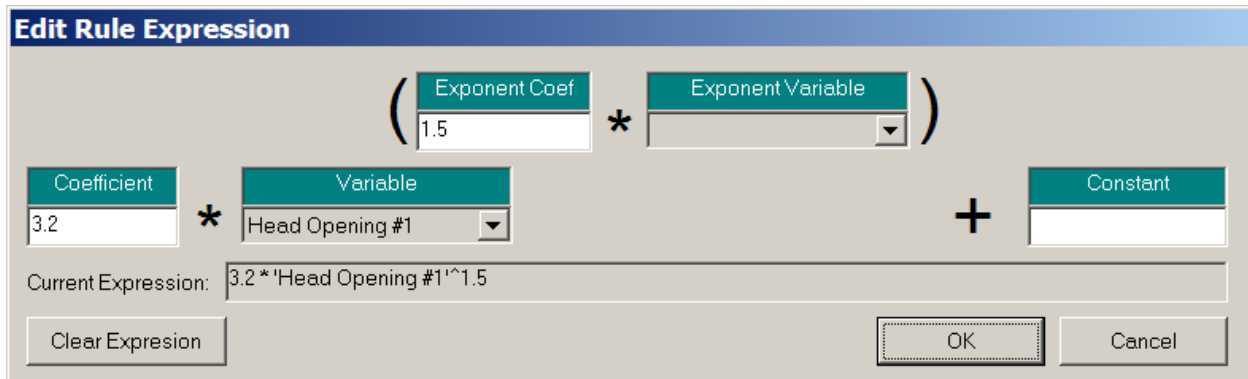 Edit Rule Expression
( Exponent Coef * Exponent Variable )
1.5
Coefficient * Variable + Constant
3.2 Head Opening #1
Current Expression: 3.2 * 'Head Opening #1'^1.5
Clear Expresion OK Cancel